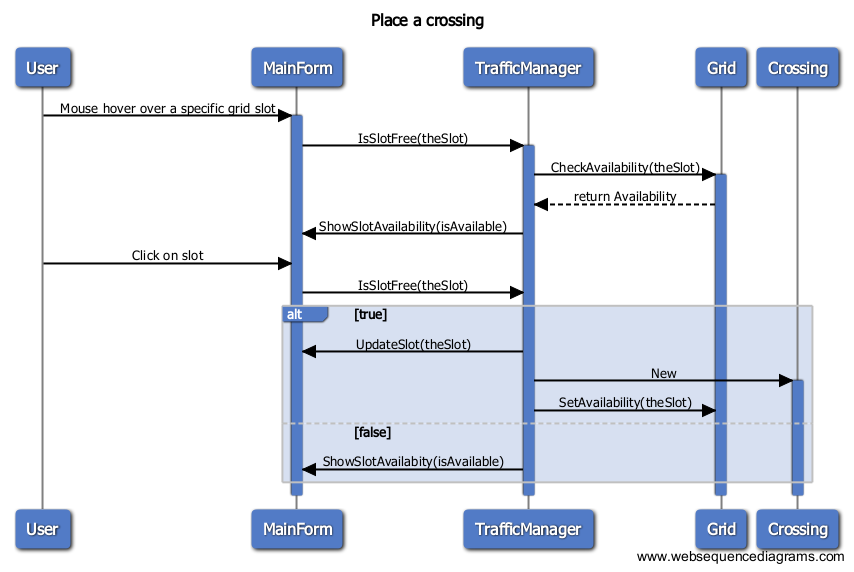 Place a crossing
User
MainForm
TrafficManager
Grid
Crossing
Mouse hover over a specific grid slot
IsSlotFree(theSlot)
CheckAvailability(theSlot)
return Availability
ShowSlotAvailability(isAvailable)
Click on slot
IsSlotFree(theSlot)
alt
[true]
UpdateSlot(theSlot)
New
SetAvailability(theSlot)
[false]
ShowSlotAvailabity(isAvailable)
User
MainForm
TrafficManager
Grid
Crossing
www.websequencediagrams.com